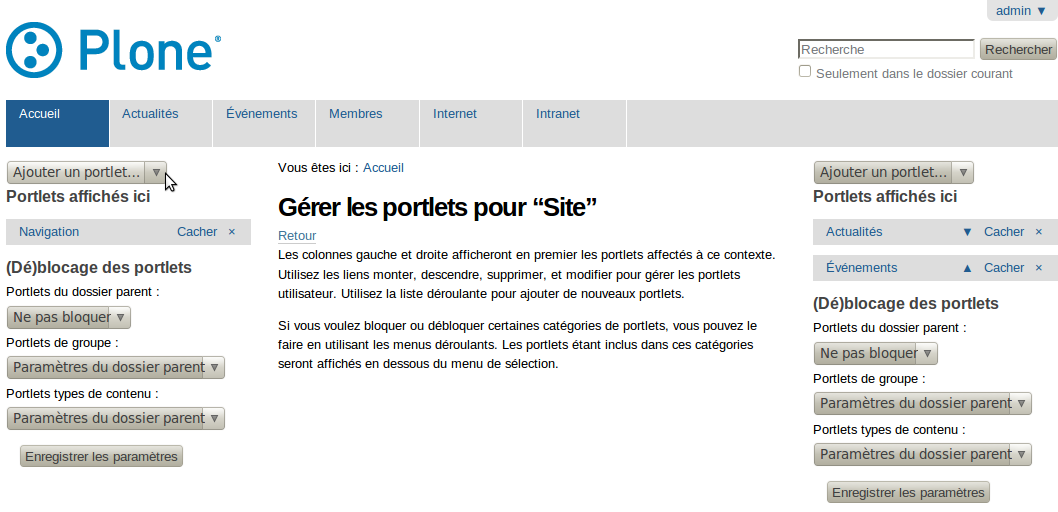 admin ▼
Plone®
Recherche Rechercher
Seulement dans le dossier courant
Accueil Actualités Événements Membres Internet Intranet
Ajouter un portlet...
Portlets affichés ici
Navigation Cacher ×
(Dé)blocage des portlets
Portlets du dossier parent :
Ne pas bloquer
Portlets de groupe :
Paramètres du dossier parent
Portlets types de contenu :
Paramètres du dossier parent
Enregistrer les paramètres
Vous êtes ici : Accueil
Gérer les portlets pour “Site”
Retour
Les colonnes gauche et droite afficheront en premier les portlets affectés à ce contexte.
Utilisez les liens monter, descendre, supprimer, et modifier pour gérer les portlets
utilisateur. Utilisez la liste déroulante pour ajouter de nouveaux portlets.
Si vous voulez bloquer ou débloquer certaines catégories de portlets, vous pouvez le
faire en utilisant les menus déroulants. Les portlets étant inclus dans ces catégories
seront affichés en dessous du menu de sélection.
Ajouter un portlet...
Portlets affichés ici
Actualités ▼ Cacher ×
Événements ▲ Cacher ×
(Dé)blocage des portlets
Portlets du dossier parent :
Ne pas bloquer
Portlets de groupe :
Paramètres du dossier parent
Portlets types de contenu :
Paramètres du dossier parent
Enregistrer les paramètres